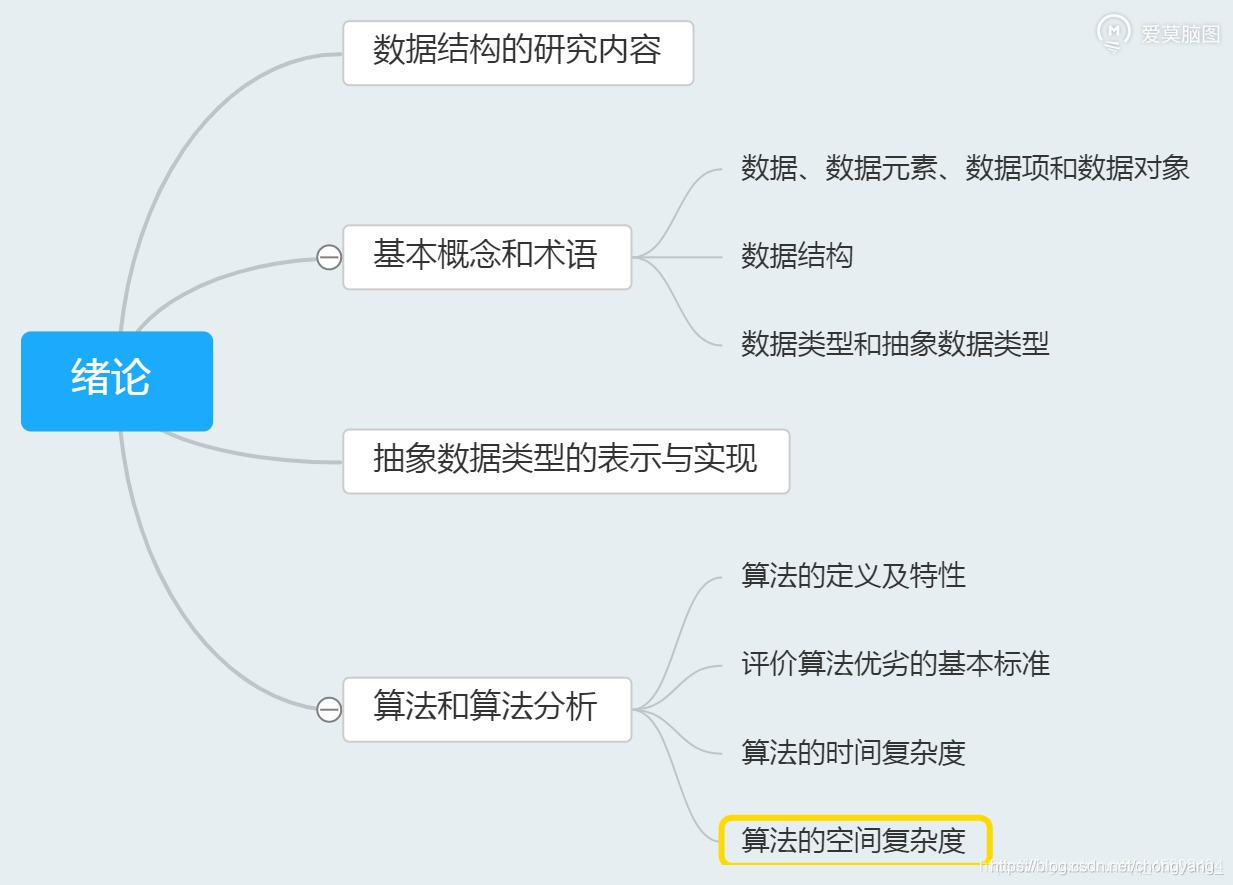 爱莫脑图
数据结构的研究内容
数据、数据元素、数据项和数据对象
基本概念和术语
数据结构
数据类型和抽象数据类型
绪论
抽象数据类型的表示与实现
算法的定义及特性
评价算法优劣的基本标准
算法和算法分析
算法的时间复杂度
算法的空间复杂度
https://blog.csdn.net/chongyang_